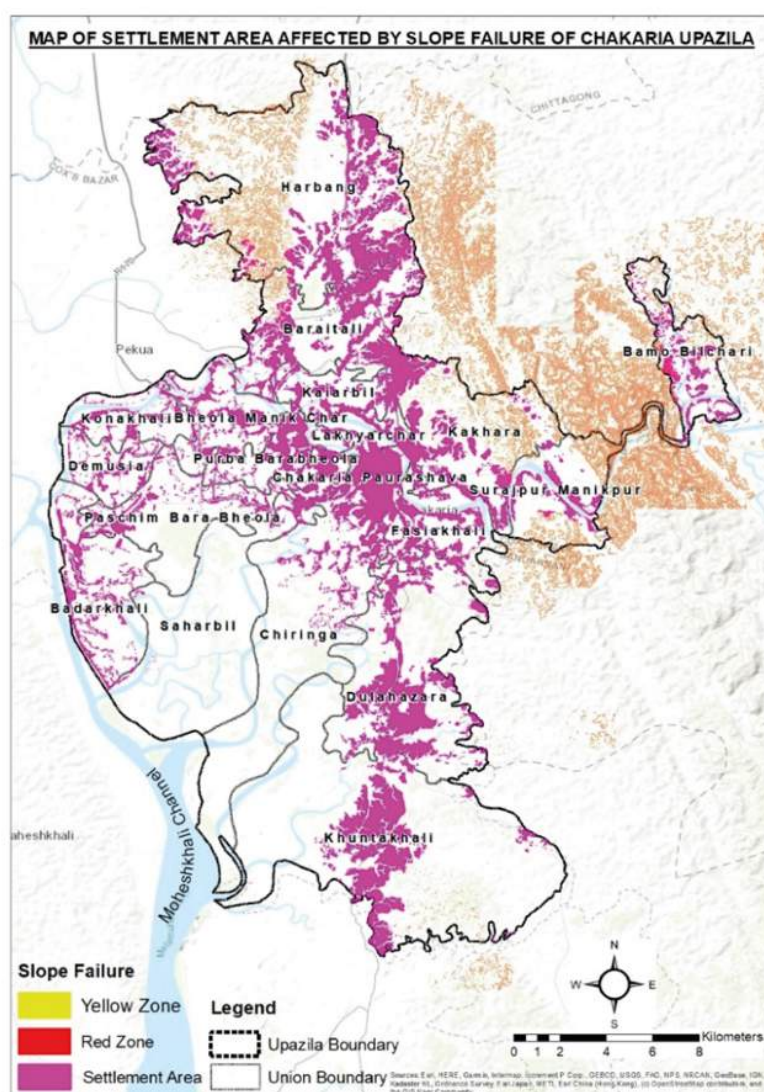 MAP OF SETTLEMENT AREA AFFECTED BY SLOPE FAILURE OF CHAKARIA UPAZILA
CHITTAGONG
COX'S BAZAR
Harbang
Baraitali
Pekua
Bamo Bilchari
Kaiarbil
Konakhali
Bheola Manik Char
Lakhyarchar
Kakhara
Demusia
Purba Barabheola
Chakaria Paurashava
Surajpur Manikpur
Paschim Bara Bheola
Fasiakhali
Badarkhali
Saharbil
Chiringa
Dulahazara
Khuntakhali
Moheshkhali Channel
aheshkhali
N
W
E
S
Slope Failure
Yellow Zone
Red Zone
Settlement Area
Legend
Upazila Boundary
Union Boundary
Kilometers
0 1 2 4 6 8